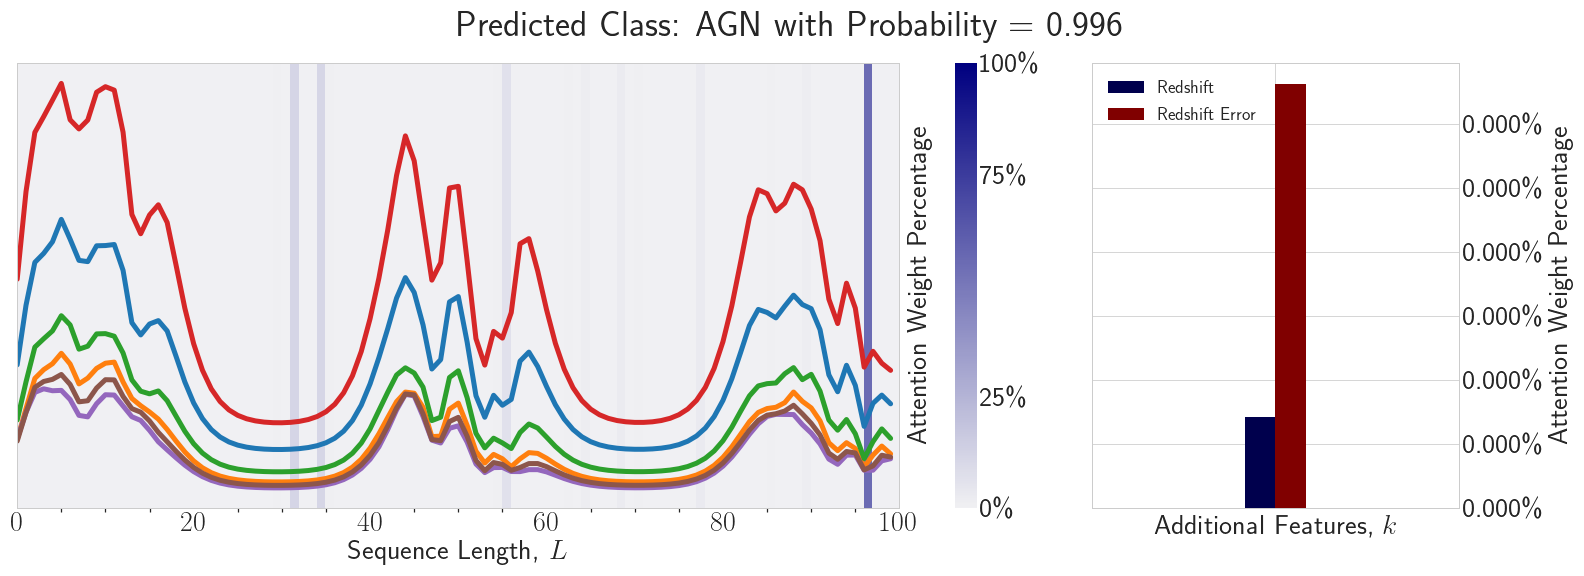 Predicted Class: AGN with Probability = 0.996
100%
75%
25%
0%
Attention Weight Percentage
0
20
40
60
80
100
Sequence Length, L
Redshift
Redshift Error
0.000%
0.000%
0.000%
0.000%
0.000%
0.000%
0.000%
Attention Weight Percentage
Additional Features, k